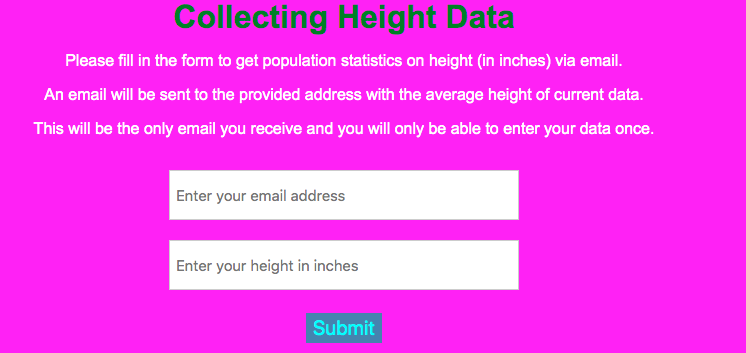 Collecting Height Data
Please fill in the form to get population statistics on height (in inches) via email.
An email will be sent to the provided address with the average height of current data.
This will be the only email you receive and you will only be able to enter your data once.
Enter your email address
Enter your height in inches
Submit